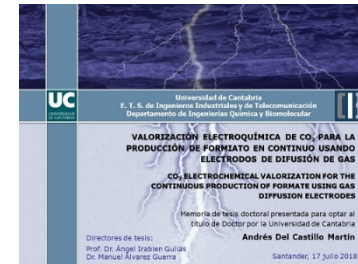 UC
UNIVERSIDAD
DE CANTABRIA
Universidad de Cantabria
E. T. S. de Ingenieros Industriales y de Telecomunicación
Departamento de Ingenierías Química y Biomolecular
VALORIZACIÓN ELECTROQUÍMICA DE CO₂ PARA LA
PRODUCCIÓN DE FORMIATO EN CONTINUO USANDO
ELECTRODOS DE DIFUSIÓN DE GAS
CO₂ ELECTROCHEMICAL VALORIZATION FOR THE
CONTINUOUS PRODUCTION OF FORMATE USING GAS
DIFFUSION ELECTRODES
Memoria de tesis doctoral presentada para optar al
título de Doctor por la Universidad de Cantabria
Directores de tesis:
Andrés Del Castillo Martín
Prof. Dr. Ángel Irabien Gulías
Dr. Manuel Álvarez Guerra
Santander, 17 julio 2018